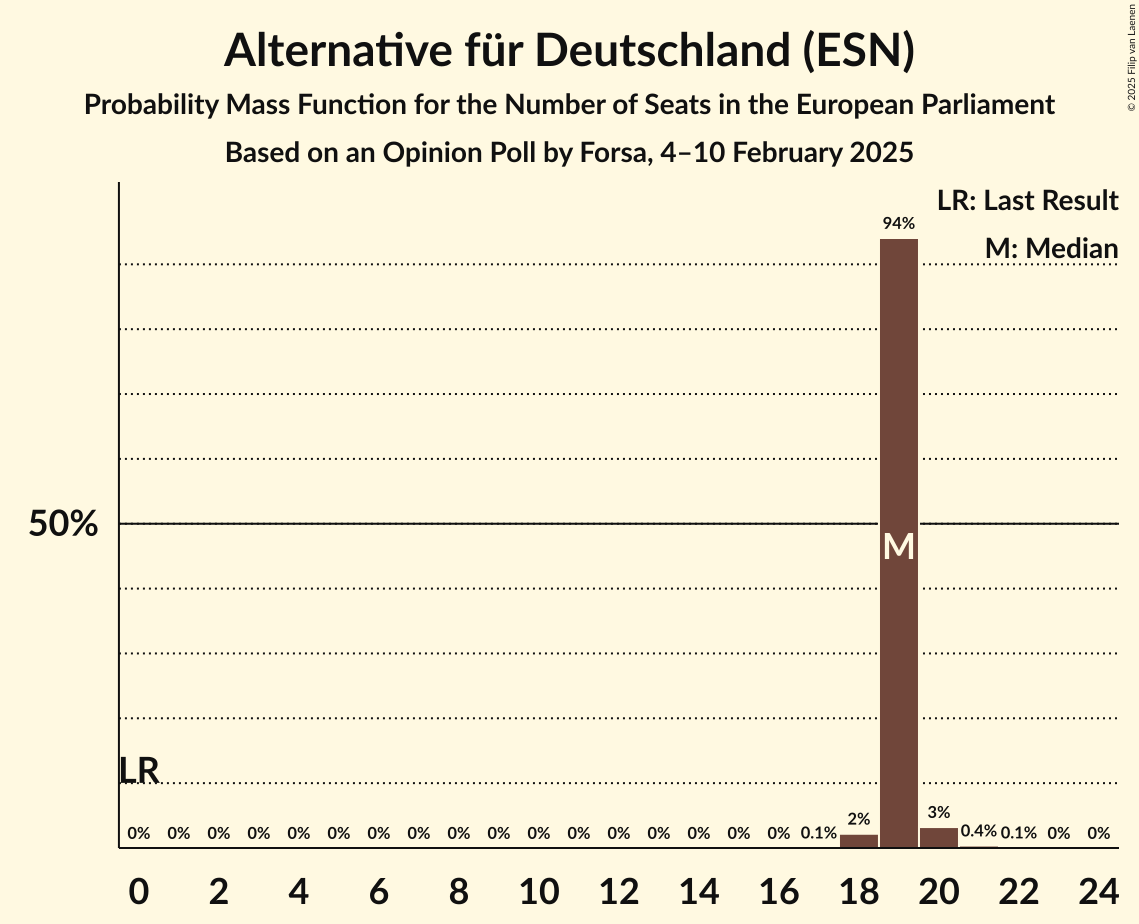 Alternative für Deutschland (ESN)
Probability Mass Function for the Number of Seats in the European Parliament
Based on an Opinion Poll by Forsa, 4–10 February 2025
© 2025 Filip van Laenen
LR: Last Result
M: Median
94%
50%
M
LR
0% 0% 0% 0% 0% 0% 0% 0% 0% 0% 0% 0% 0% 0% 0% 0% 0% 0.1% 2% 3% 0.4% 0.1% 0% 0%
0 2 4 6 8 10 12 14 16 18 20 22 24